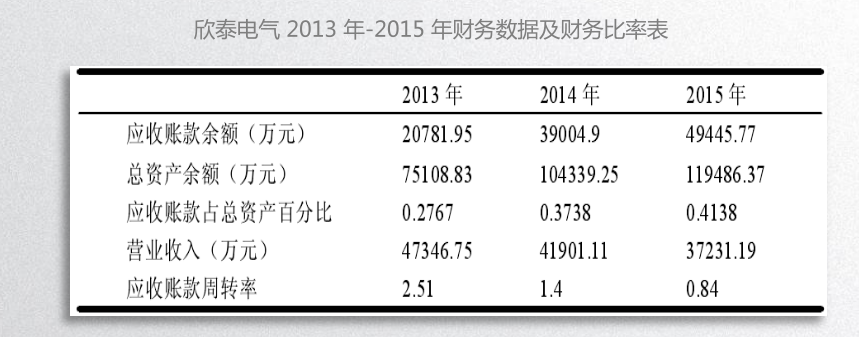 欣泰电气 2013 年-2015 年财务数据及财务比率表
2013 年 2014 年 2015 年
应收账款余额（万元） 20781.95 39004.9 49445.77
总资产余额（万元） 75108.83 104339.25 119486.37
应收账款占总资产百分比 0.2767 0.3738 0.4138
营业收入（万元） 47346.75 41901.11 37231.19
应收账款周转率 2.51 1.4 0.84